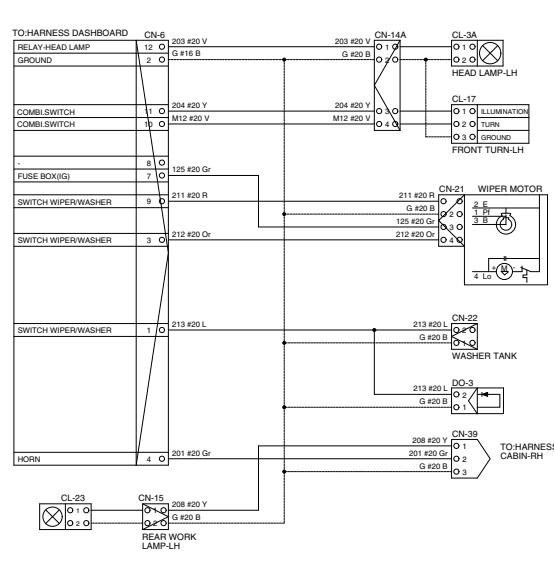 TO:HARNESS DASHBOARD CN-6
RELAY-HEAD LAMP 12 203 #20 V
GROUND 2 G #16 B
COMBI.SWITCH 11 204 #20 Y
COMBI.SWITCH 10 M12 #20 V
- 8
FUSE BOX(IG) 7 125 #20 Gr
SWITCH WIPER/WASHER 9 211 #20 R
SWITCH WIPER/WASHER 3 212 #20 Or
SWITCH WIPER/WASHER 1 213 #20 L
HORN 4 201 #20 Gr
CN-14A
203 #20 V 1
G #20 B 2
204 #20 Y 3
M12 #20 V 4
CL-3A
1
2
HEAD LAMP-LH
CL-17
1 ILLUMINATION
2 TURN
3 GROUND
FRONT TURN-LH
CN-21 WIPER MOTOR
211 #20 R
G #20 B 2
125 #20 Gr 3
212 #20 Or 4
2 E
1 Pf
3 B
+ M -
4 Lo
CN-22
213 #20 L 2
G #20 B 1
WASHER TANK
DO-3
213 #20 L 2
G #20 B 1
CN-39
208 #20 Y 1
201 #20 Gr 2
G #20 B 3
TO:HARNESS
CABIN-RH
CL-23
1
2
CN-15
1 208 #20 Y
2 G #20 B
REAR WORK
LAMP-LH